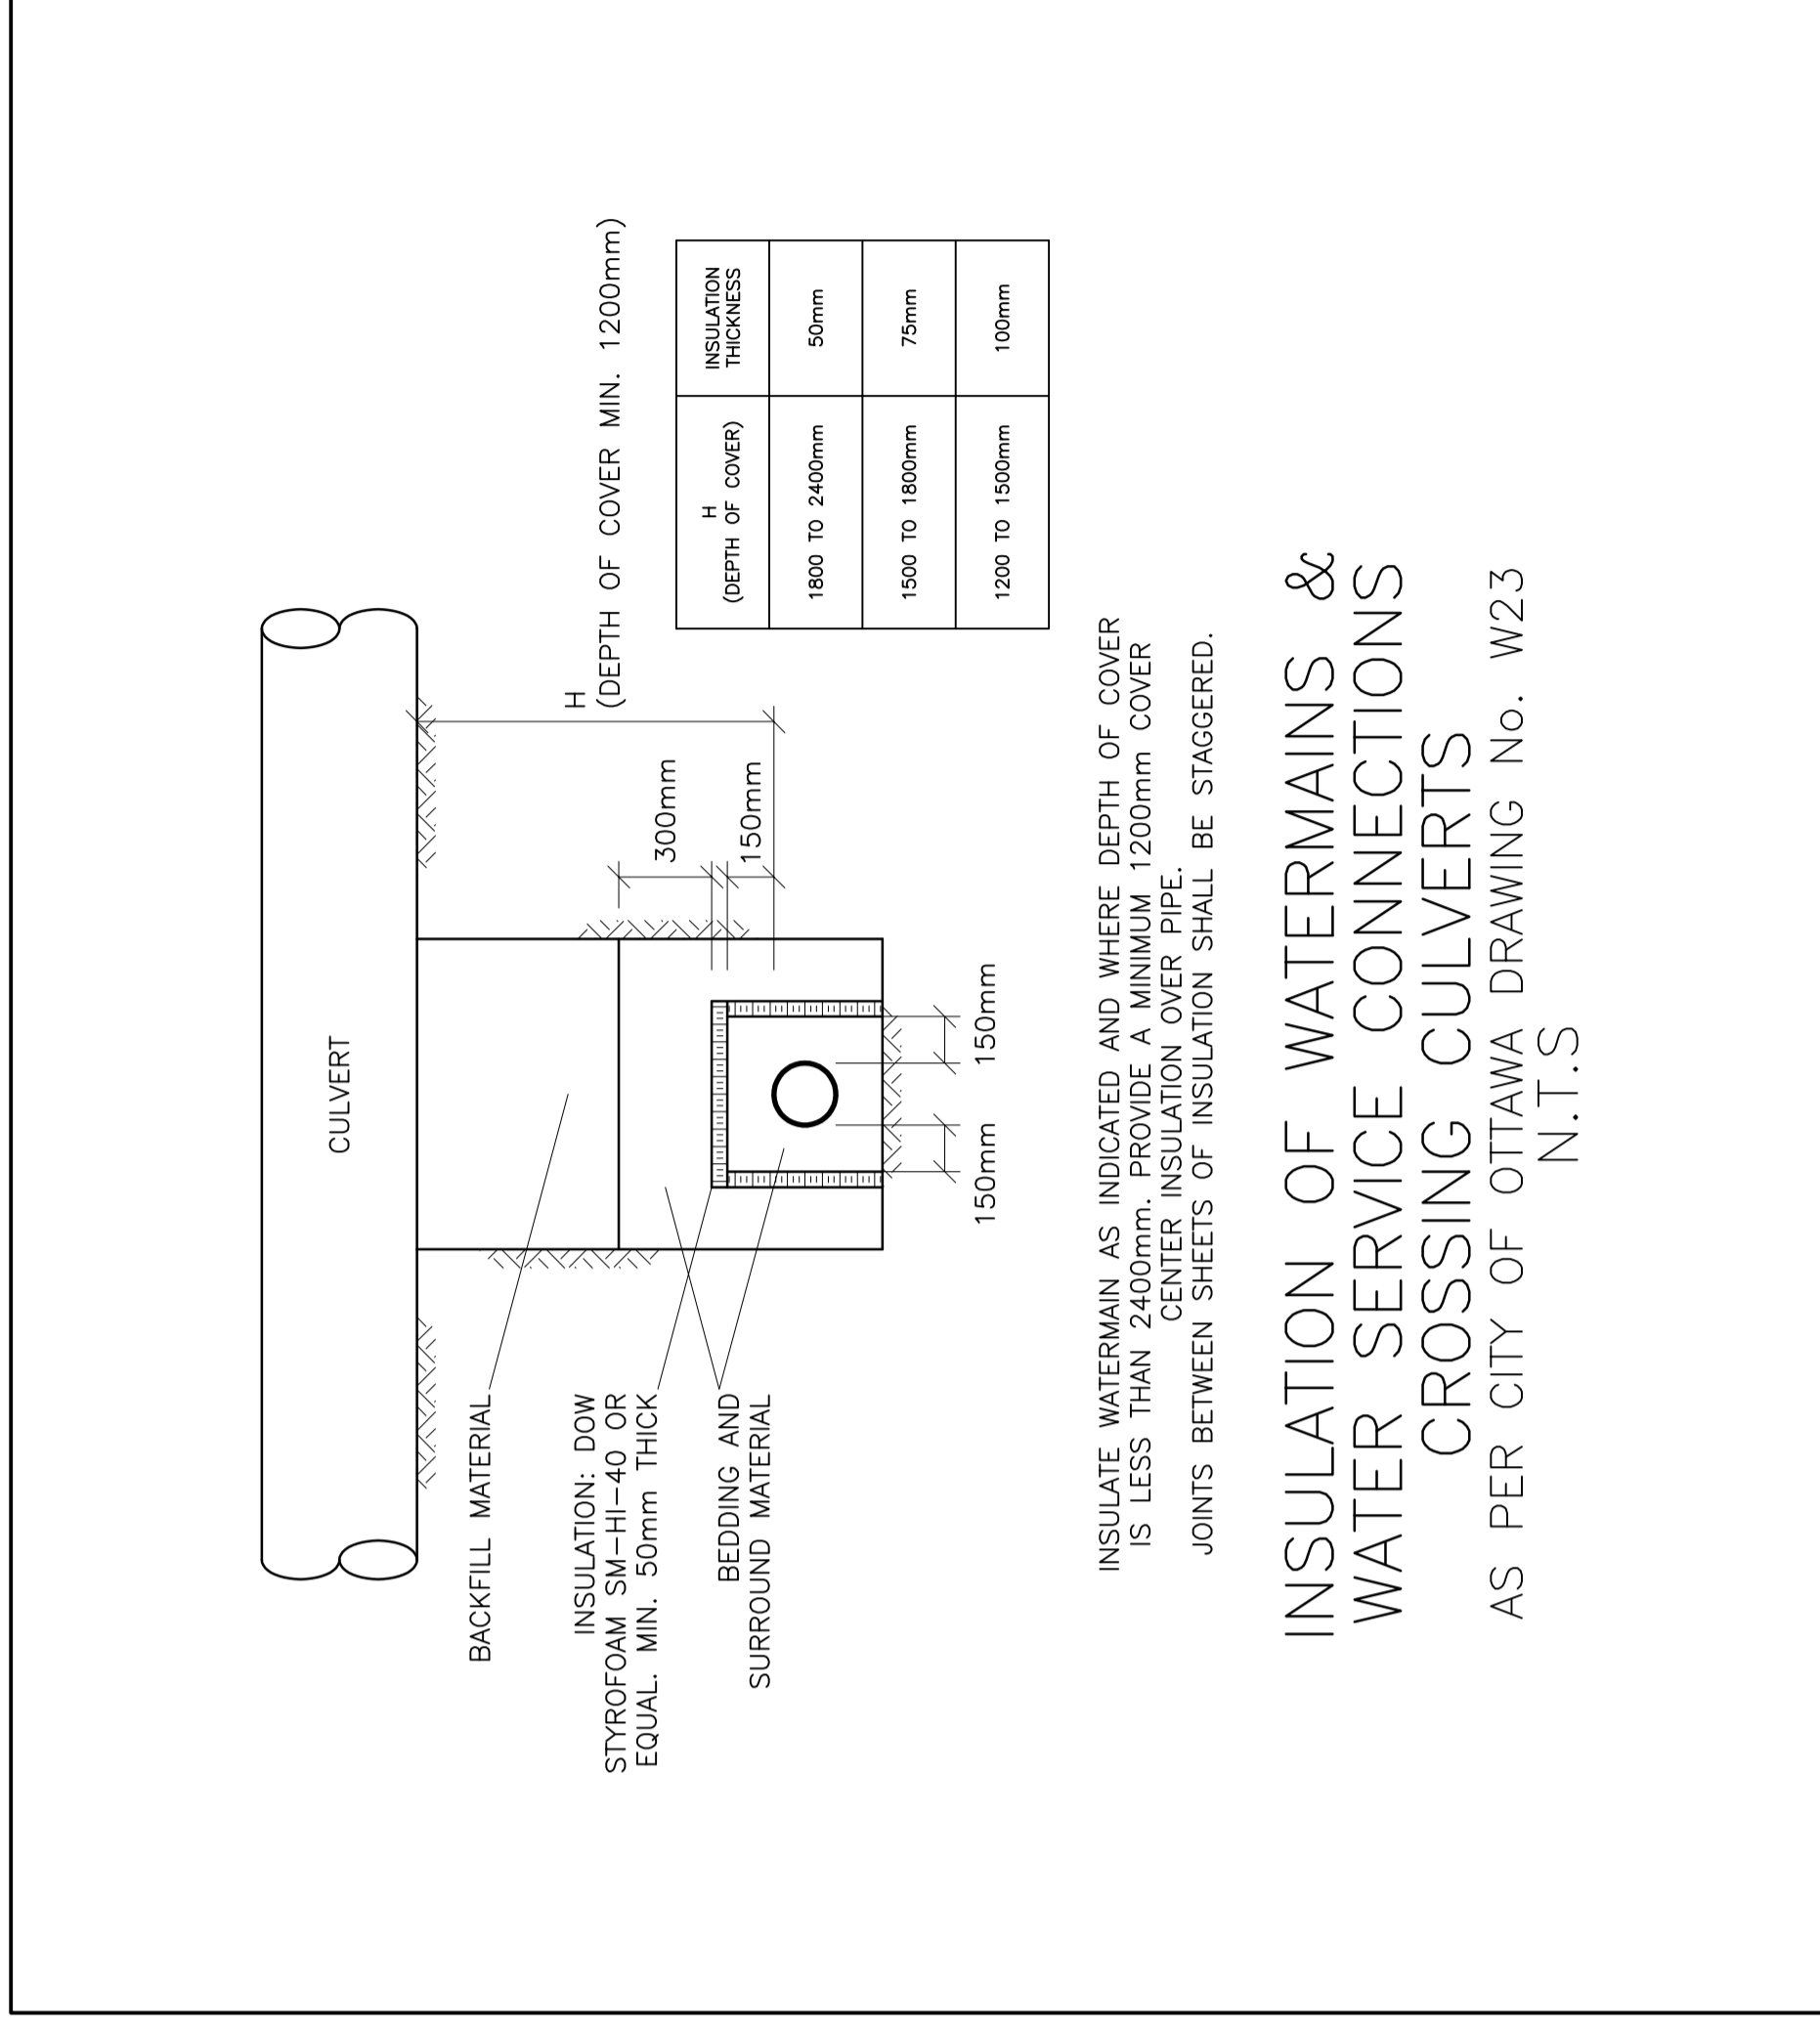 CULVERT
BACKFILL MATERIAL
INSULATION: DOW
STYROFOAM SM-HI-40 OR
EQUAL. MIN. 50mm THICK
BEDDING AND
SURROUND MATERIAL
H
(DEPTH OF COVER MIN. 1200mm)
300mm
150mm
150mm
150mm
H
(DEPTH OF COVER)
INSULATION
THICKNESS
1800 TO 2400mm
50mm
1500 TO 1800mm
75mm
1200 TO 1500mm
100mm
INSULATE WATERMAIN AS INDICATED AND WHERE DEPTH OF COVER
IS LESS THAN 2400mm. PROVIDE A MINIMUM 1200mm COVER
CENTER INSULATION OVER PIPE.
JOINTS BETWEEN SHEETS OF INSULATION SHALL BE STAGGERED.
INSULATION OF WATERMAINS &
WATER SERVICE CONNECTIONS
CROSSING CULVERTS
AS PER CITY OF OTTAWA DRAWING No. W23
N.T.S